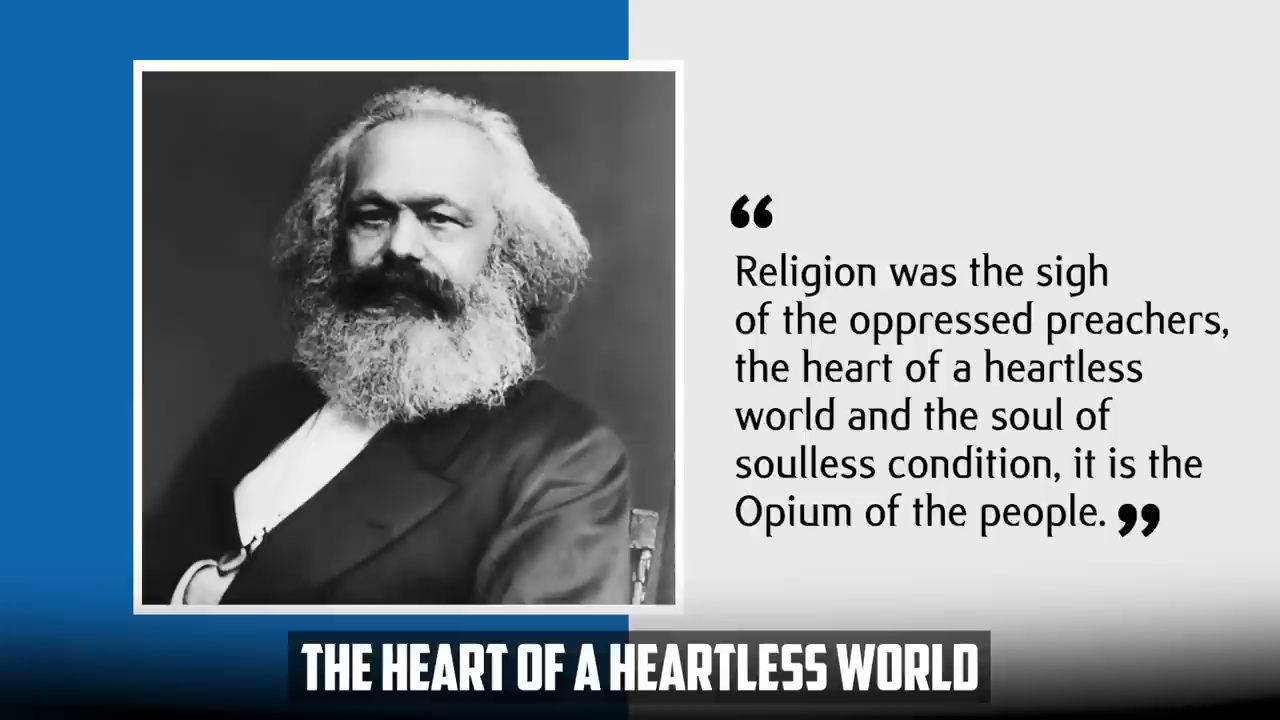 “
Religion was the sigh
of the oppressed preachers,
the heart of a heartless
world and the soul of
soulless condition, it is the
Opium of the people. ”
THE HEART OF A HEARTLESS WORLD